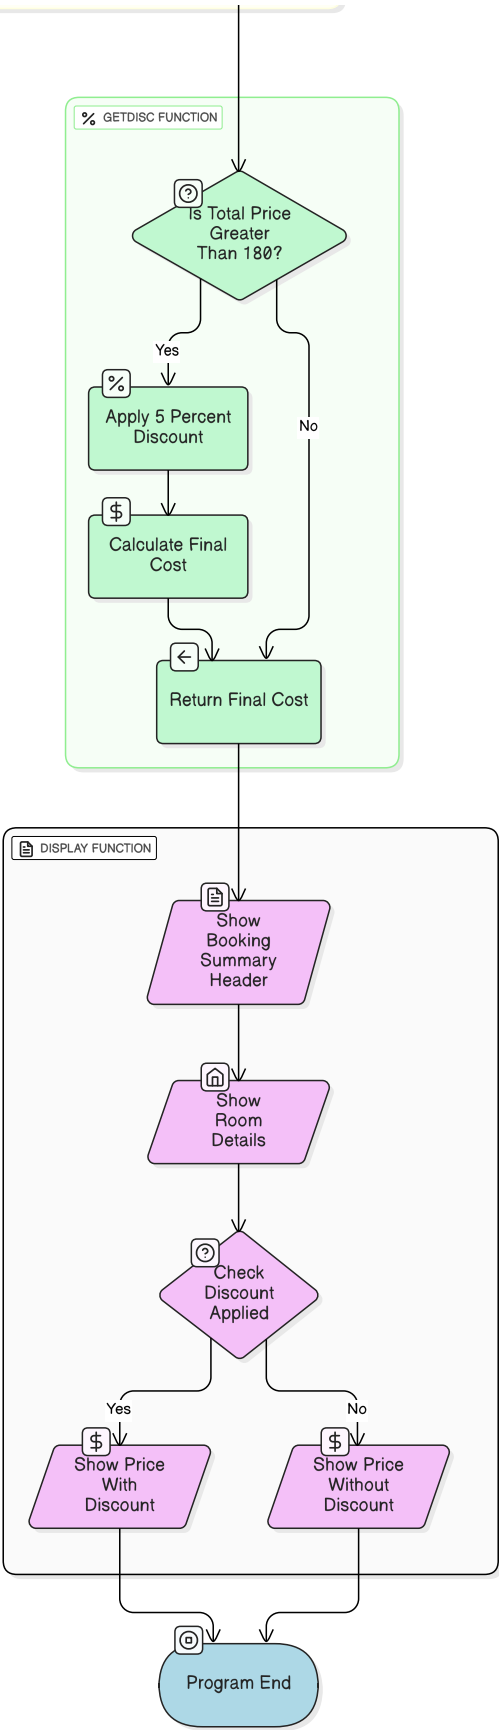 GETDISC FUNCTION
Is Total Price
Greater
Than 180?
Yes
Apply 5 Percent
Discount
No
Calculate Final
Cost
Return Final Cost
DISPLAY FUNCTION
Show
Booking
Summary
Header
Show
Room
Details
Check
Discount
Applied
Yes
No
Show Price
With
Discount
Show Price
Without
Discount
Program End